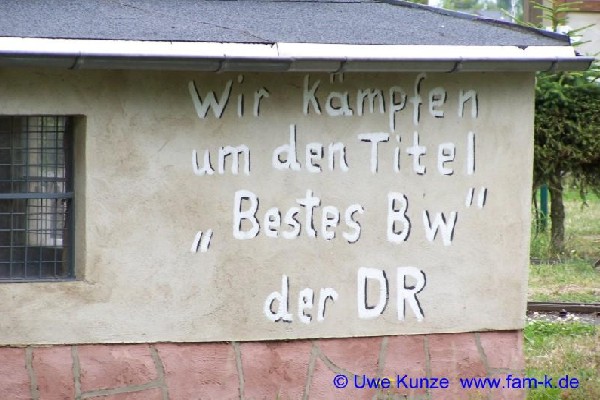 Wir kämpfen
um den Titel
„Bestes Bw"
der DR
© Uwe Kunze www.fam-k.de